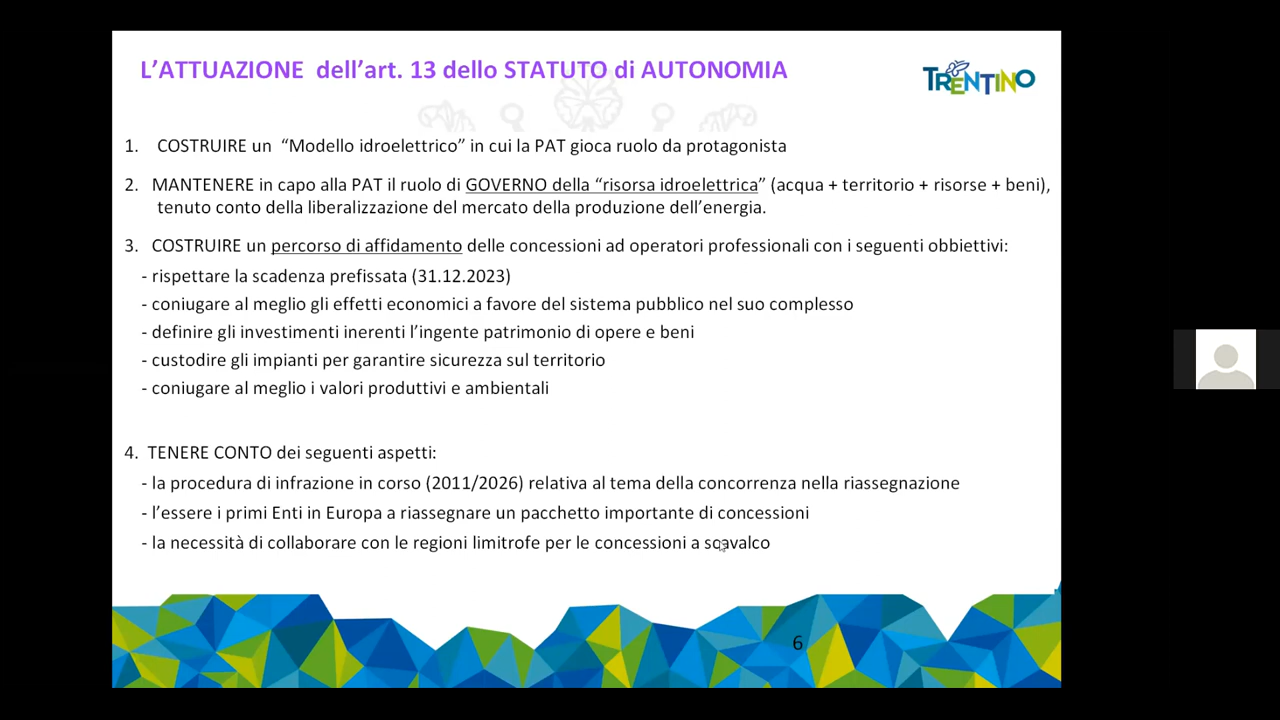 L'ATTUAZIONE dell'art. 13 dello STATUTO di AUTONOMIA
TRENTINO
1. COSTRUIRE un “Modello idroelettrico” in cui la PAT gioca ruolo da protagonista
2. MANTENERE in capo alla PAT il ruolo di GOVERNO della “risorsa idroelettrica” (acqua + territorio + risorse + beni),
tenuto conto della liberalizzazione del mercato della produzione dell'energia.
3. COSTRUIRE un percorso di affidamento delle concessioni ad operatori professionali con i seguenti obbiettivi:
- rispettare la scadenza prefissata (31.12.2023)
- coniugare al meglio gli effetti economici a favore del sistema pubblico nel suo complesso
- definire gli investimenti inerenti l'ingente patrimonio di opere e beni
- custodire gli impianti per garantire sicurezza sul territorio
- coniugare al meglio i valori produttivi e ambientali
4. TENERE CONTO dei seguenti aspetti:
- la procedura di infrazione in corso (2011/2026) relativa al tema della concorrenza nella riassegnazione
- l'essere i primi Enti in Europa a riassegnare un pacchetto importante di concessioni
- la necessità di collaborare con le regioni limitrofe per le concessioni a scavalco
6